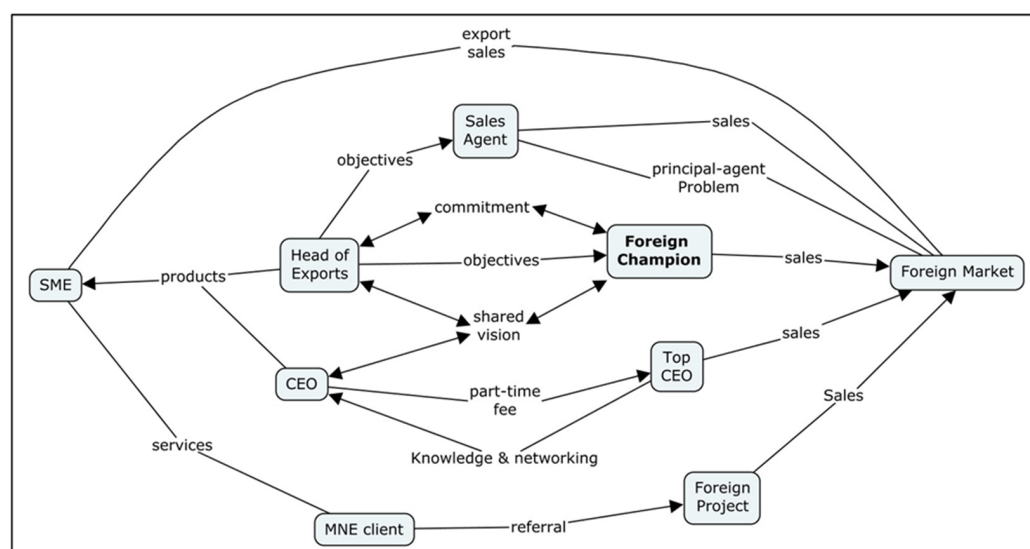 export
sales
Sales
Agent
sales
objectives
principal-agent
Problem
commitment
Foreign
Champion
Head of
Exports
objectives
sales
Foreign Market
products
SME
shared
vision
sales
Top
CEO
CEO
part-time
fee
Sales
services
Knowledge & networking
Foreign
Project
MNE client
referral